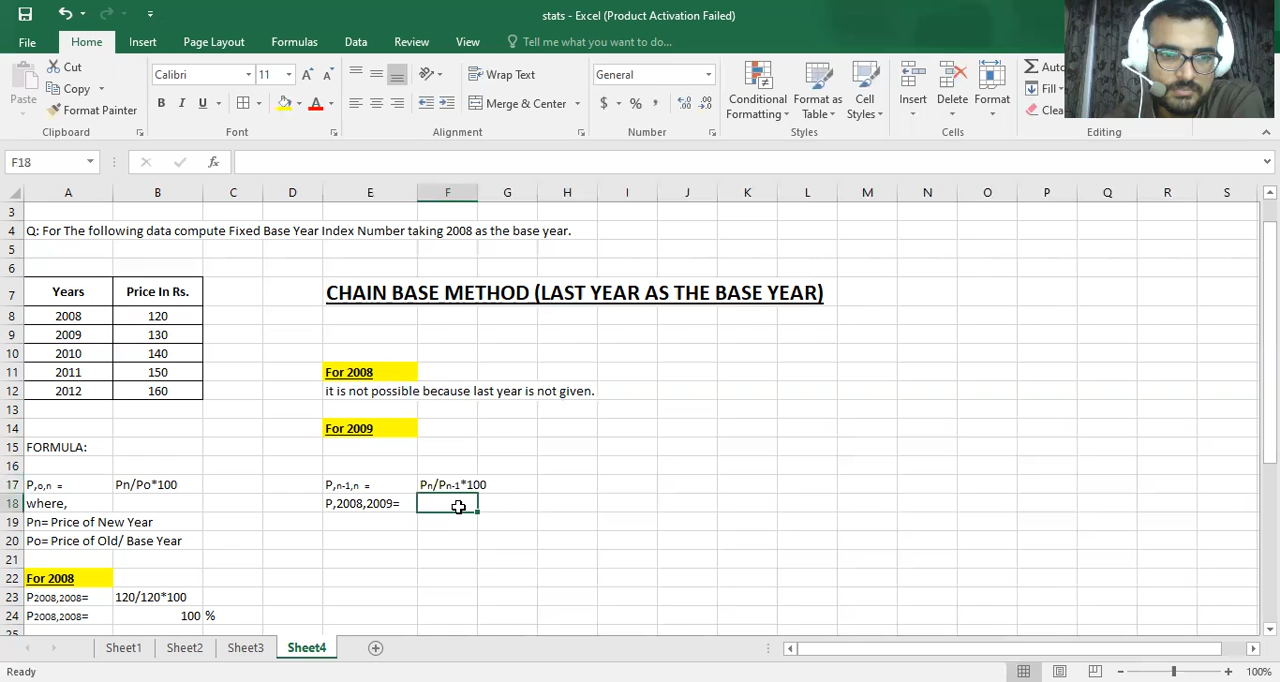 stats - Excel (Product Activation Failed)
File Home Insert Page Layout Formulas Data Review View Tell me what you want to do...
Paste Cut Copy Format Painter
Clipboard
Calibri 11
B I U
Font
Wrap Text
Merge & Center
Alignment
General
$ % ,
Number
Conditional Formatting Format as Table Cell Styles
Styles
Insert Delete Format
Cells
Auto
Fill
Clea
Editing
F18 fx
A B C D E F G H I J K L M N O P Q R S
3
4 Q: For The following data compute Fixed Base Year Index Number taking 2008 as the base year.
5
6
7 Years Price In Rs. CHAIN BASE METHOD (LAST YEAR AS THE BASE YEAR)
8 2008 120
9 2009 130
10 2010 140
11 2011 150 For 2008
12 2012 160 it is not possible because last year is not given.
13
14 For 2009
15 FORMULA:
16
17 P,o,n = Pn/Po*100 P,n-1,n = Pn/Pn-1*100
18 where, P,2008,2009=
19 Pn= Price of New Year
20 Po= Price of Old/ Base Year
21
22 For 2008
23 P2008,2008= 120/120*100
24 P2008,2008= 100 %
25
Sheet1 Sheet2 Sheet3 Sheet4
Ready 100%